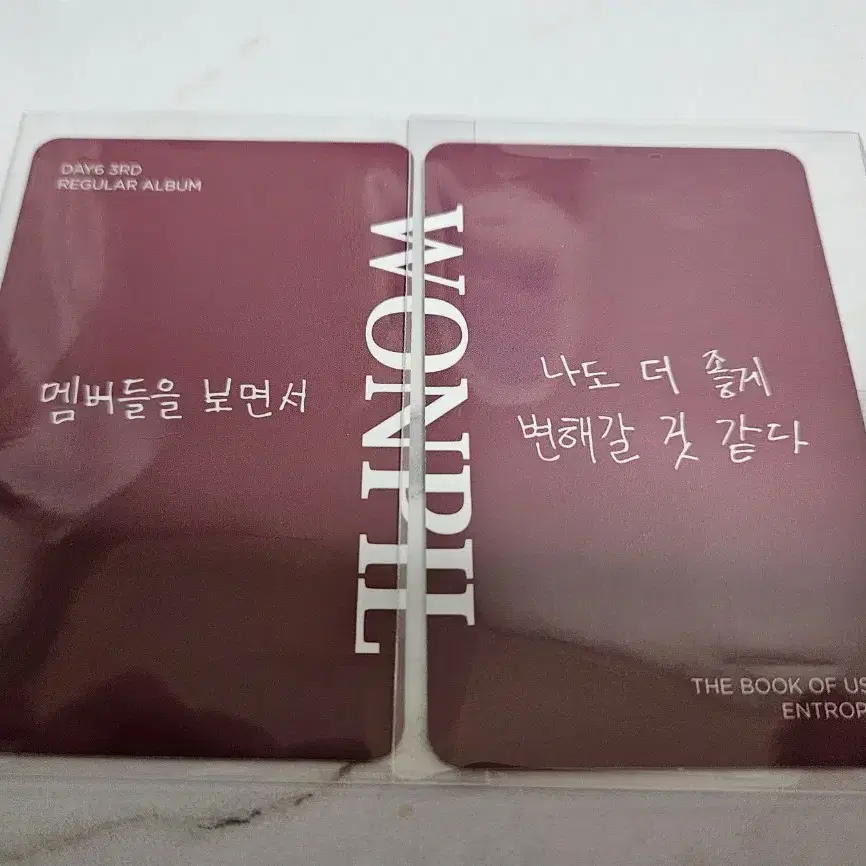 DAY6 3RD
REGULAR ALBUM
멤버들을 보면서
WONPIL
나도 더 좋게
변해갈 것 같다
THE BOOK OF US
ENTROP